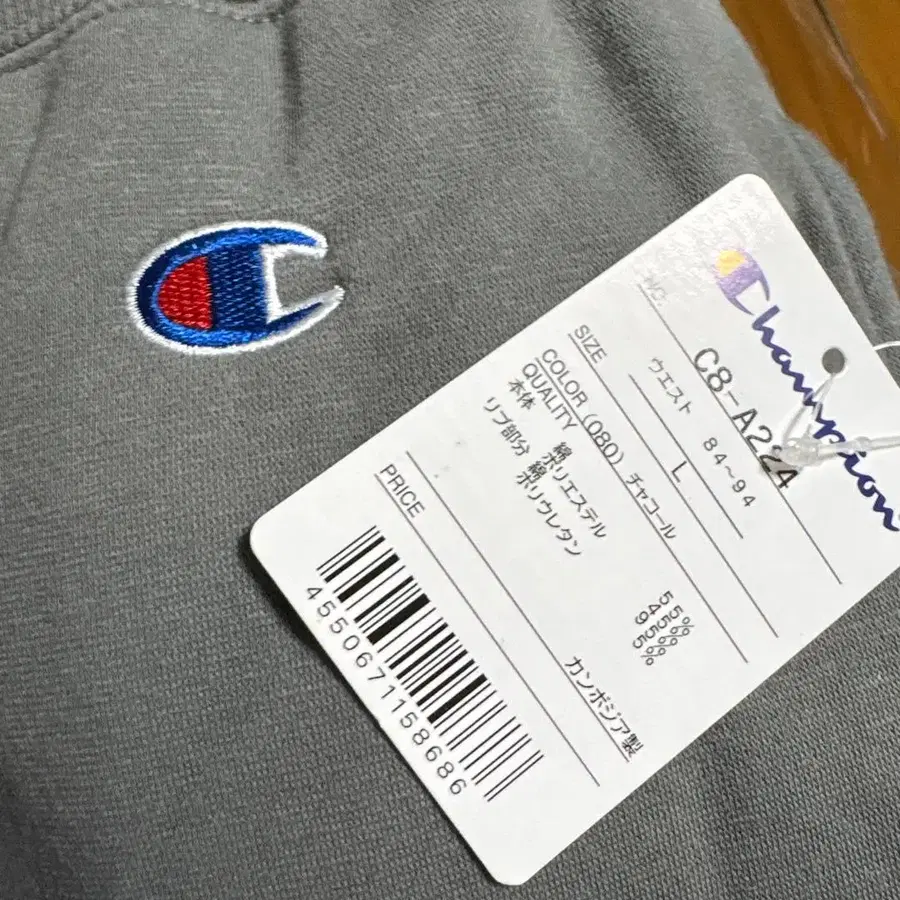 Champion
NO. C8-A224
SIZE ウエスト 84~94
L
COLOR (080) チャコール
QUALITY
本体 綿 55%
ポリエステル 45%
リブ部分 綿 95%
ポリウレタン 5%
カンボジア製
PRICE
4550671158686